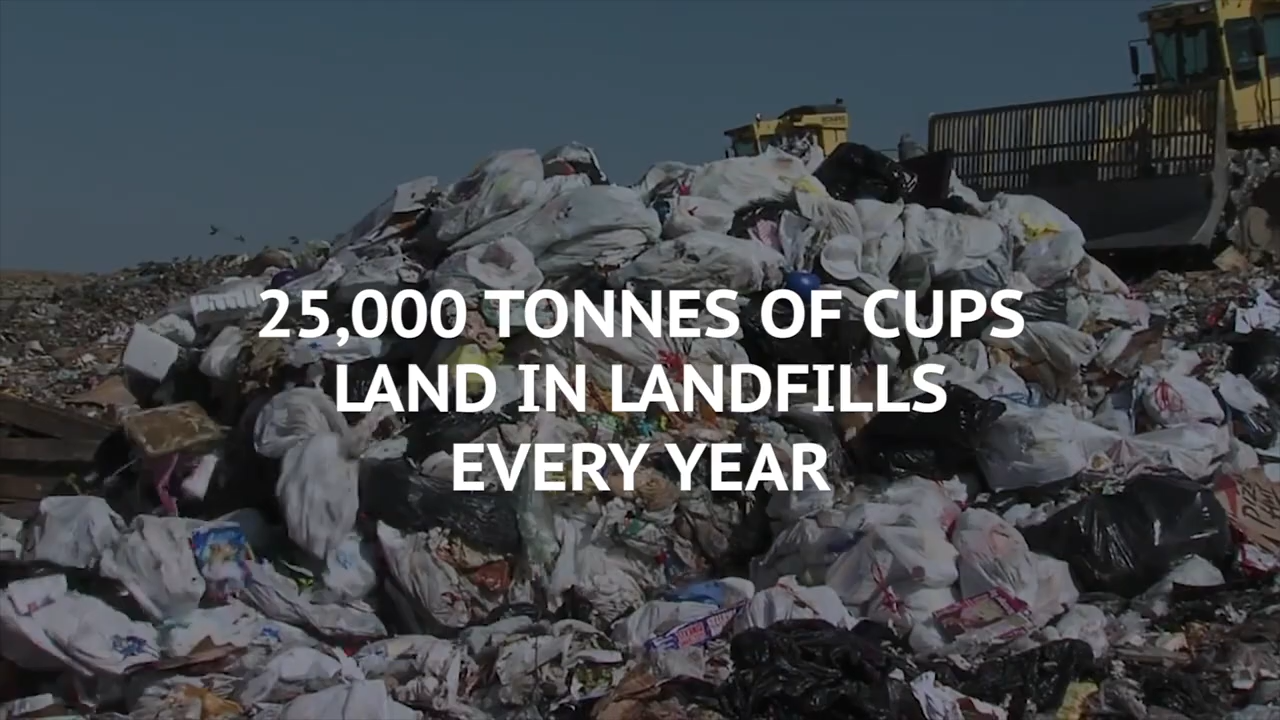 25,000 TONNES OF CUPS
LAND IN LANDFILLS
EVERY YEAR